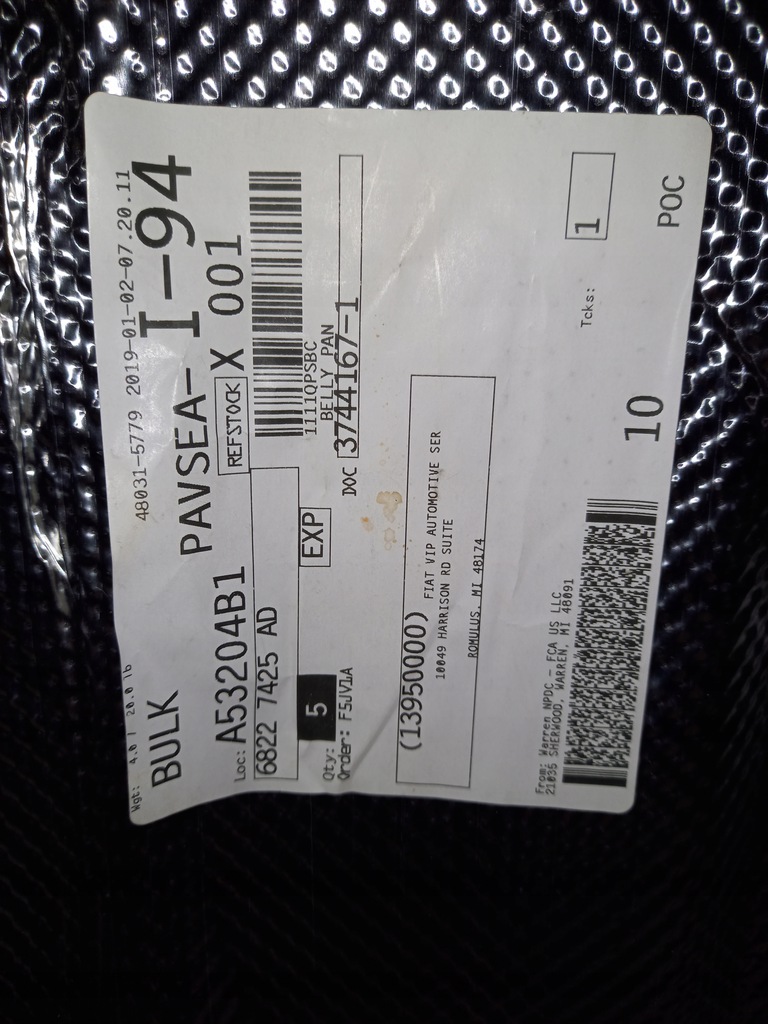 48031-5779 2019-01-02-07.20.11
Wgt: 4.0 / 20.0 lb
BULK PAVSEA- I-94
Loc: A53204B1 REFSTOCK X 001
6822 7425 AD
1111QPSBC
Qty: 5 EXP BELLY PAN
Order: F5JV1A DOC 3744167-1
(13950000) FIAT VIP AUTOMOTIVE SER
10049 HARRISON RD SUITE
ROMULUS, MI 48174
From: Warren NPDC - FCA US LLC
21035 SHERWOOD, WARREN, MI 48091
Tcks: 1
10
POC